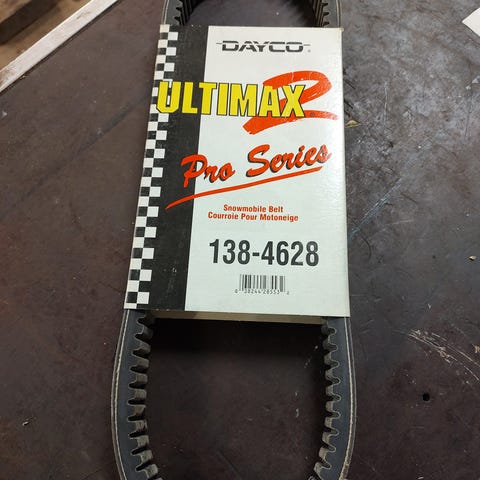 DAYCO
ULTIMAX 2
Pro Series
Snowmobile Belt
Courroie Pour Motoneige
138-4628